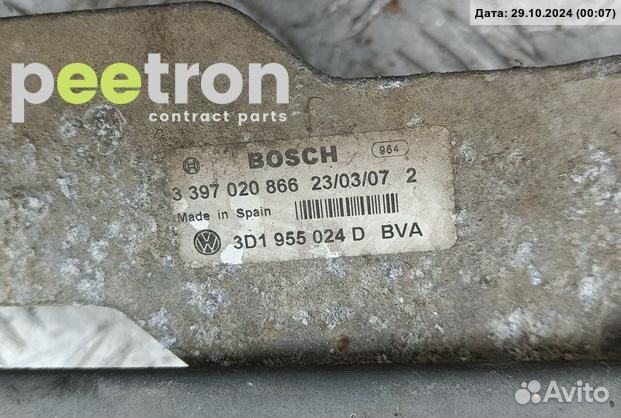 Дата: 29.10.2024 (00:07)
peetron
contract parts
BOSCH 964
3 397 020 866 23/03/07 2
Made in Spain
3D1 955 024 D BVA
Avito